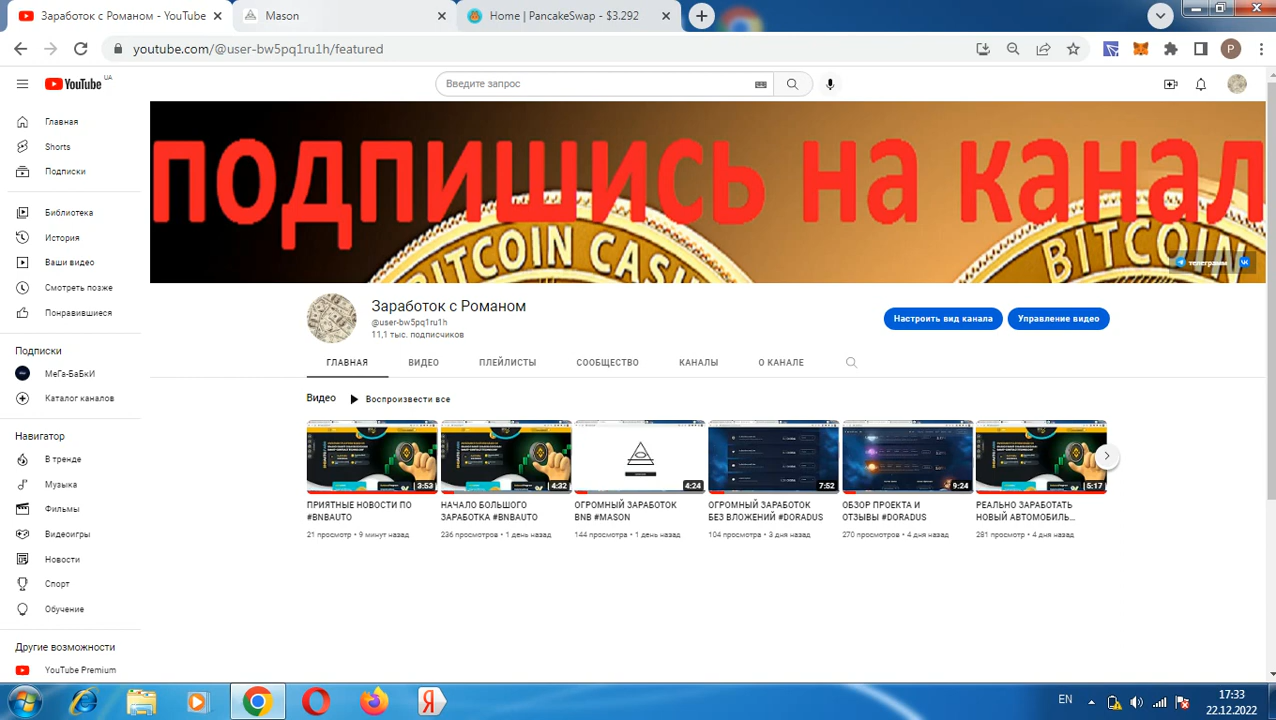 Заработок с Романом - YouTube
Mason
Home | PancakeSwap - $3.292
youtube.com/@user-bw5pq1ru1h/featured
P
YouTube UA
Введите запрос
Главная
Shorts
Подписки
Библиотека
История
Ваши видео
Смотреть позже
Понравившиеся
Подписки
МеГа-БаБкИ
Каталог каналов
Навигатор
В тренде
Музыка
Фильмы
Видеоигры
Новости
Спорт
Обучение
Другие возможности
YouTube Premium
подпишись на канал
BITCOIN CASH
BITCOIN
телеграмм
Заработок с Романом
@user-bw5pq1ru1h
11,1 тыс. подписчиков
Настроить вид канала
Управление видео
ГЛАВНАЯ
ВИДЕО
ПЛЕЙЛИСТЫ
СООБЩЕСТВО
КАНАЛЫ
О КАНАЛЕ
Видео
Воспроизвести все
3:53
4:32
4:24
7:52
9:24
5:17
ПРИЯТНЫЕ НОВОСТИ ПО
#BNBAUTO
21 просмотр • 9 минут назад
НАЧАЛО БОЛЬШОГО
ЗАРАБОТКА #BNBAUTO
236 просмотров • 1 день назад
ОГРОМНЫЙ ЗАРАБОТОК
BNB #MASON
144 просмотра • 1 день назад
ОГРОМНЫЙ ЗАРАБОТОК
БЕЗ ВЛОЖЕНИЙ #DORADUS
104 просмотра • 3 дня назад
ОБЗОР ПРОЕКТА И
ОТЗЫВЫ #DORADUS
270 просмотров • 4 дня назад
РЕАЛЬНО ЗАРАБОТАТЬ
НОВЫЙ АВТОМОБИЛЬ...
281 просмотр • 4 дня назад
EN
17:33
22.12.2022